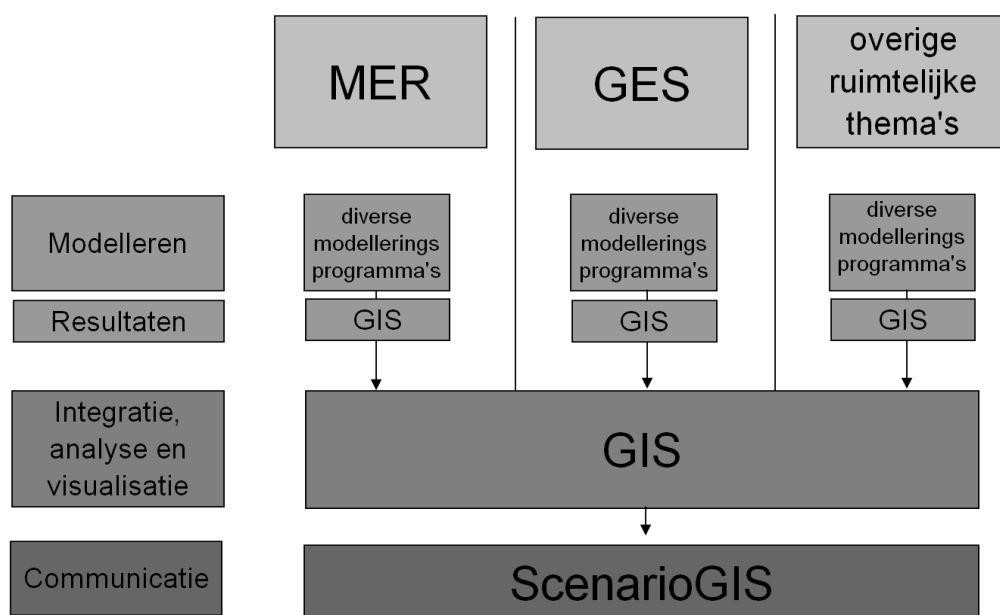 MER
GES
overige
ruimtelijke
thema's
Modelleren
diverse
modellerings
programma's
diverse
modellerings
programma's
diverse
modellerings
programma's
Resultaten
GIS
GIS
GIS
Integratie,
analyse en
visualisatie
GIS
Communicatie
ScenarioGIS